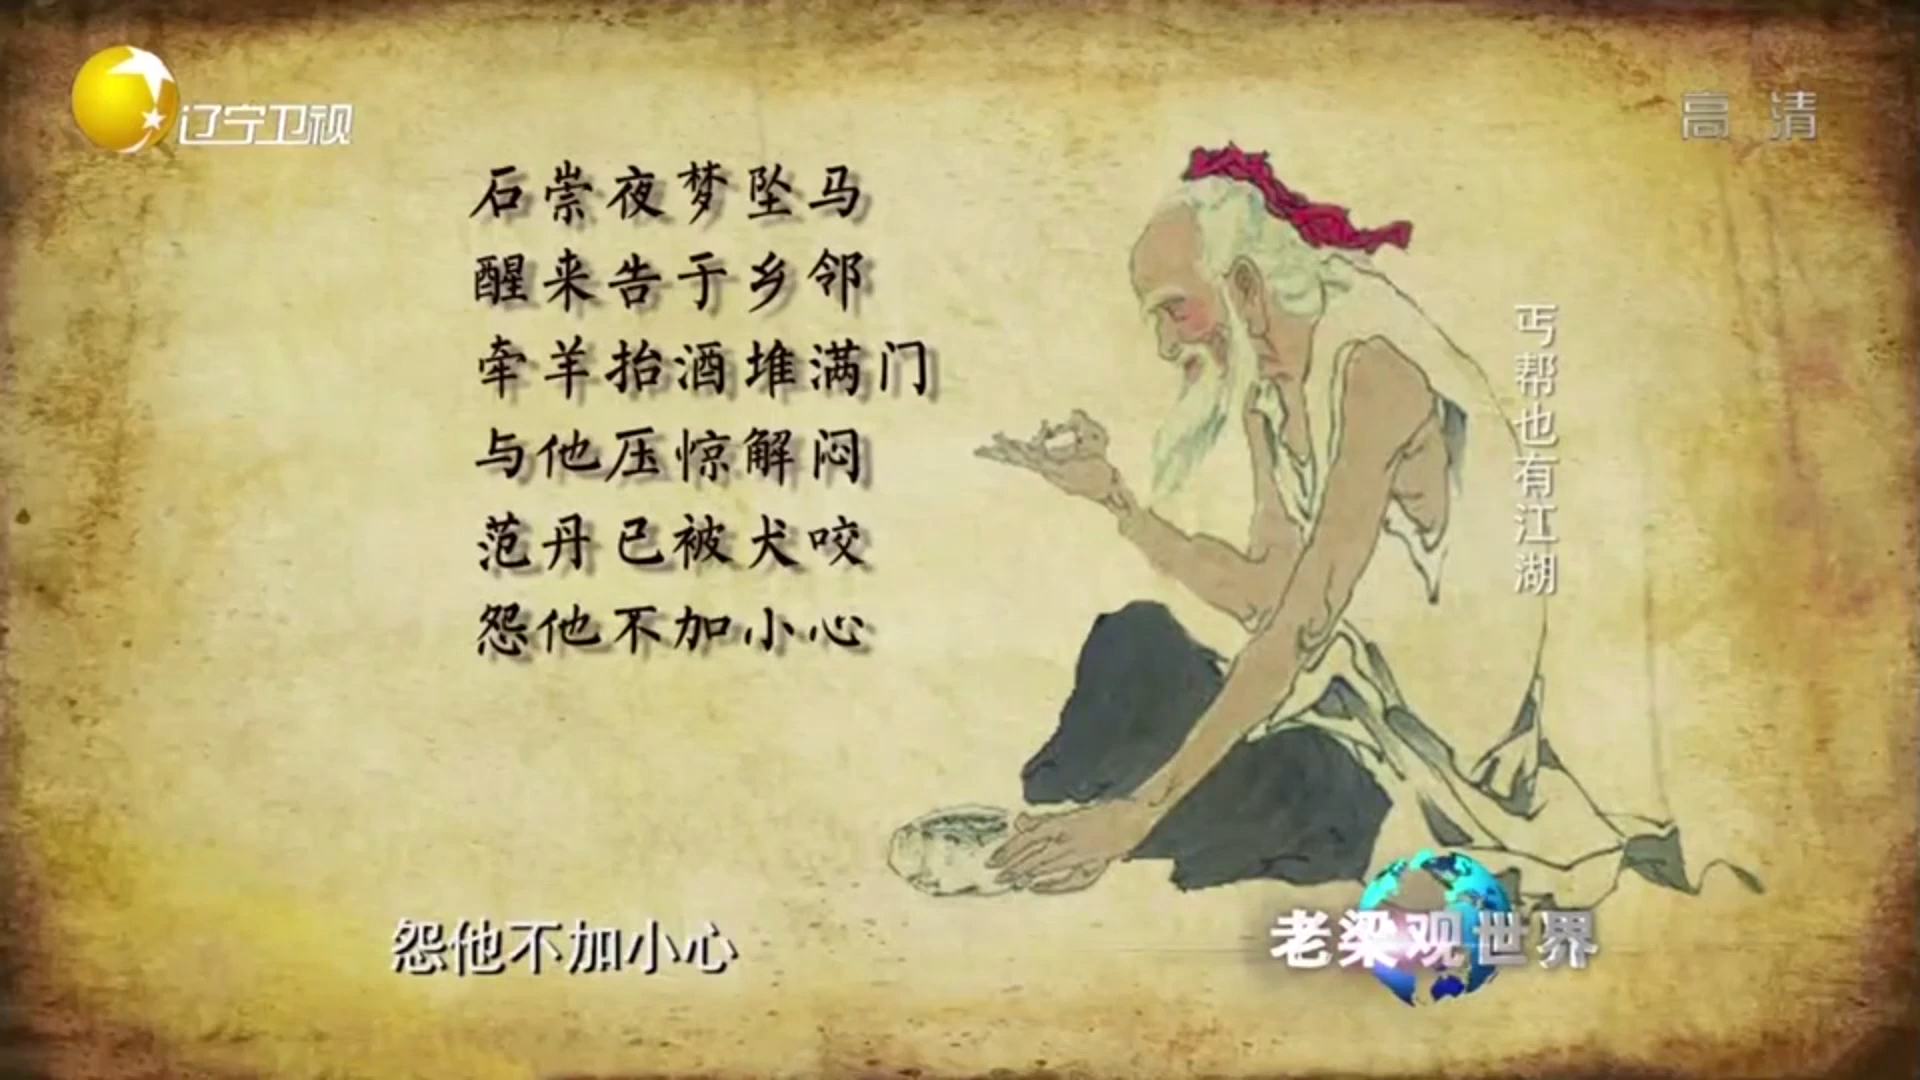 辽宁卫视
高清
石崇夜梦坠马
醒来告于乡邻
牵羊抬酒堆满门
与他压惊解闷
范丹已被犬咬
怨他不加小心
丐帮也有江湖
怨他不加小心
老梁观世界